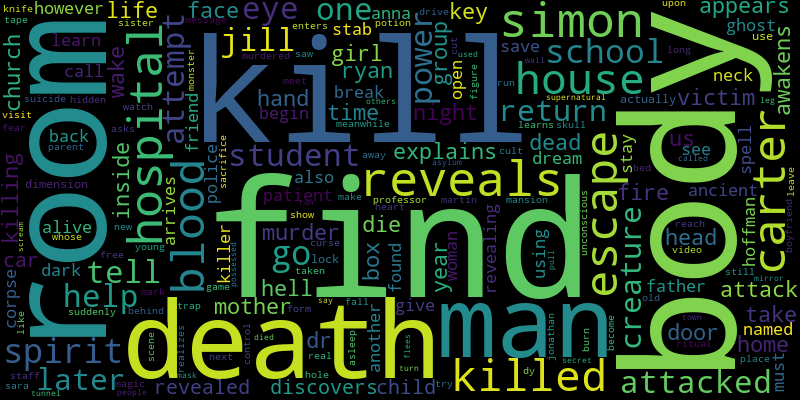 kill
find
body
room
death
man
reveals
killed
house
simon
carter
escape
hospital
blood
student
jill
school
return
spirit
later
help
tell
go
attacked
creature
power
eye
one
life
face
however
key
anna
appears
ghost
use
knife
tape
sister
message
drive
potion
enters
stab
girl
ryan
group
open
save
neck
upon
long
awakens
church
learn
call
wake
attempt
murdered
saw
monster
hand
break
time
begin
night
cut
used
figure
run
wall
others
meanwhile
supernatural
actually
victim
suicide
hidden
visit
fear
watch
asks
friend
police
sacrifice
explains
learns
skull
dead
dream
cult
stay
us
see
called
bed
spell
leg
leave
back
parent
inside
arrives
also
away
asylum
patient
professor
martin
mansion
unconscious
fire
ancient
boyfriend
killing
dimension
alive
whose
new
young
scream
show
make
heart
die
murder
possessed
curse
lock
taken
year
woman
revealing
using
pull
hoffman
father
head
reach
video
still
mirror
car
dark
free
killer
game
box
found
hell
mother
say
fall
give
form
old
door
town
attack
take
named
corpse
like
suddenly
mark
behind
trap
scene
realizes
control
died
real
asleep
another
flees
jonathan
burn
become
ritual
home
place
must
match
sara
staff
tunnel
magic
people
revealed
mask
next
discovers
dr
hole
child
turn
try
dy
secret